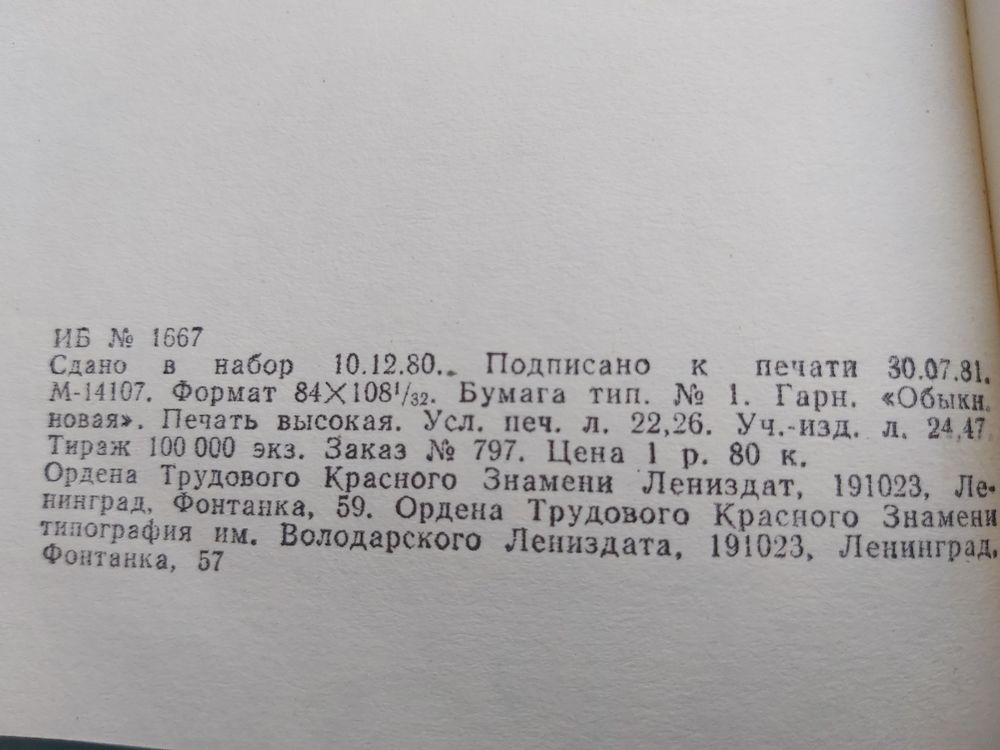 ИБ № 1667
Сдано в набор 10.12.80. Подписано к печати 30.07.81.
М-14107. Формат 84×108¹/₃₂. Бумага тип. № 1. Гарн. «Обыкн.
новая». Печать высокая. Усл. печ. л. 22,26. Уч.-изд. л. 24,47.
Тираж 100 000 экз. Заказ № 797. Цена 1 р. 80 к.
Ордена Трудового Красного Знамени Лениздат, 191023, Ле-
нинград, Фонтанка, 59. Ордена Трудового Красного Знамени
типография им. Володарского Лениздата, 191023, Ленинград,
Фонтанка, 57